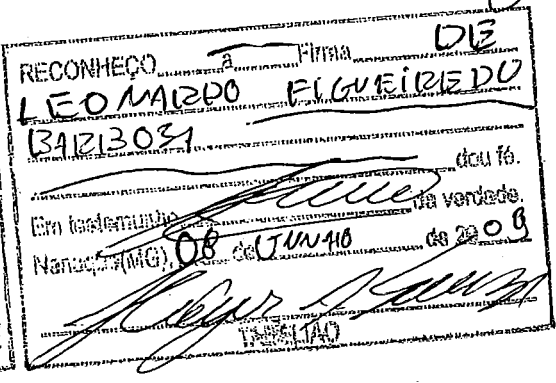 RECONHEÇO a Firma DE
LEONARDO FIGUEIREDO
BARBOSA
dou fé.
Em testemunho da verdade.
Nanuque(MG), 08 de JUNHO de 2009
TABELIÃO